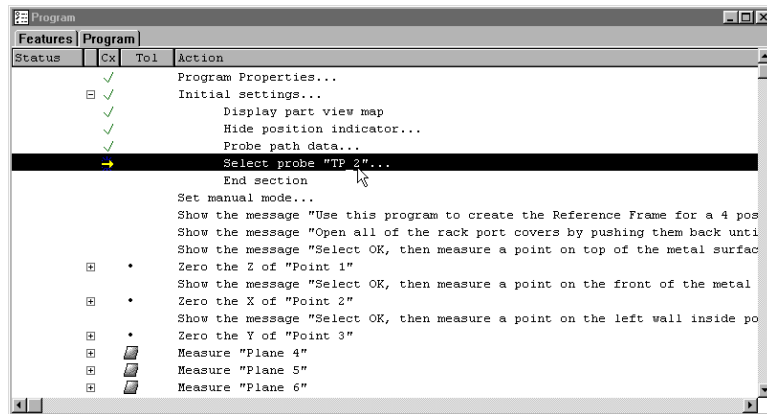 Program
Features Program
Status Cx Tol Action
Program Properties...
Initial settings...
Display part view map
Hide position indicator...
Probe path data...
Select probe "TP 2"...
End section
Set manual mode...
Show the message "Use this program to create the Reference Frame for a 4 pos
Show the message "Open all of the rack port covers by pushing them back unti
Show the message "Select OK, then measure a point on top of the metal surfac
Zero the Z of "Point 1"
Show the message "Select OK, then measure a point on the front of the metal
Zero the X of "Point 2"
Show the message "Select OK, then measure a point on the left wall inside po
Zero the Y of "Point 3"
Measure "Plane 4"
Measure "Plane 5"
Measure "Plane 6"